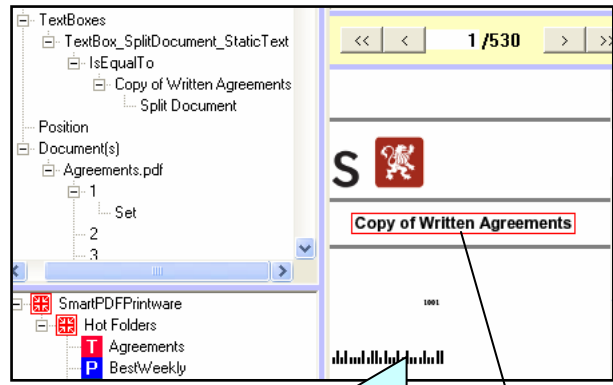 TextBoxes
TextBox_SplitDocument_StaticText
IsEqualTo
Copy of Written Agreements
Split Document
Position
Document(s)
Agreements.pdf
1
Set
2
3
SmartPDFPrintware
Hot Folders
T Agreements
P BestWeekly
<< < 1 /530 > >>
S
Copy of Written Agreements
1001